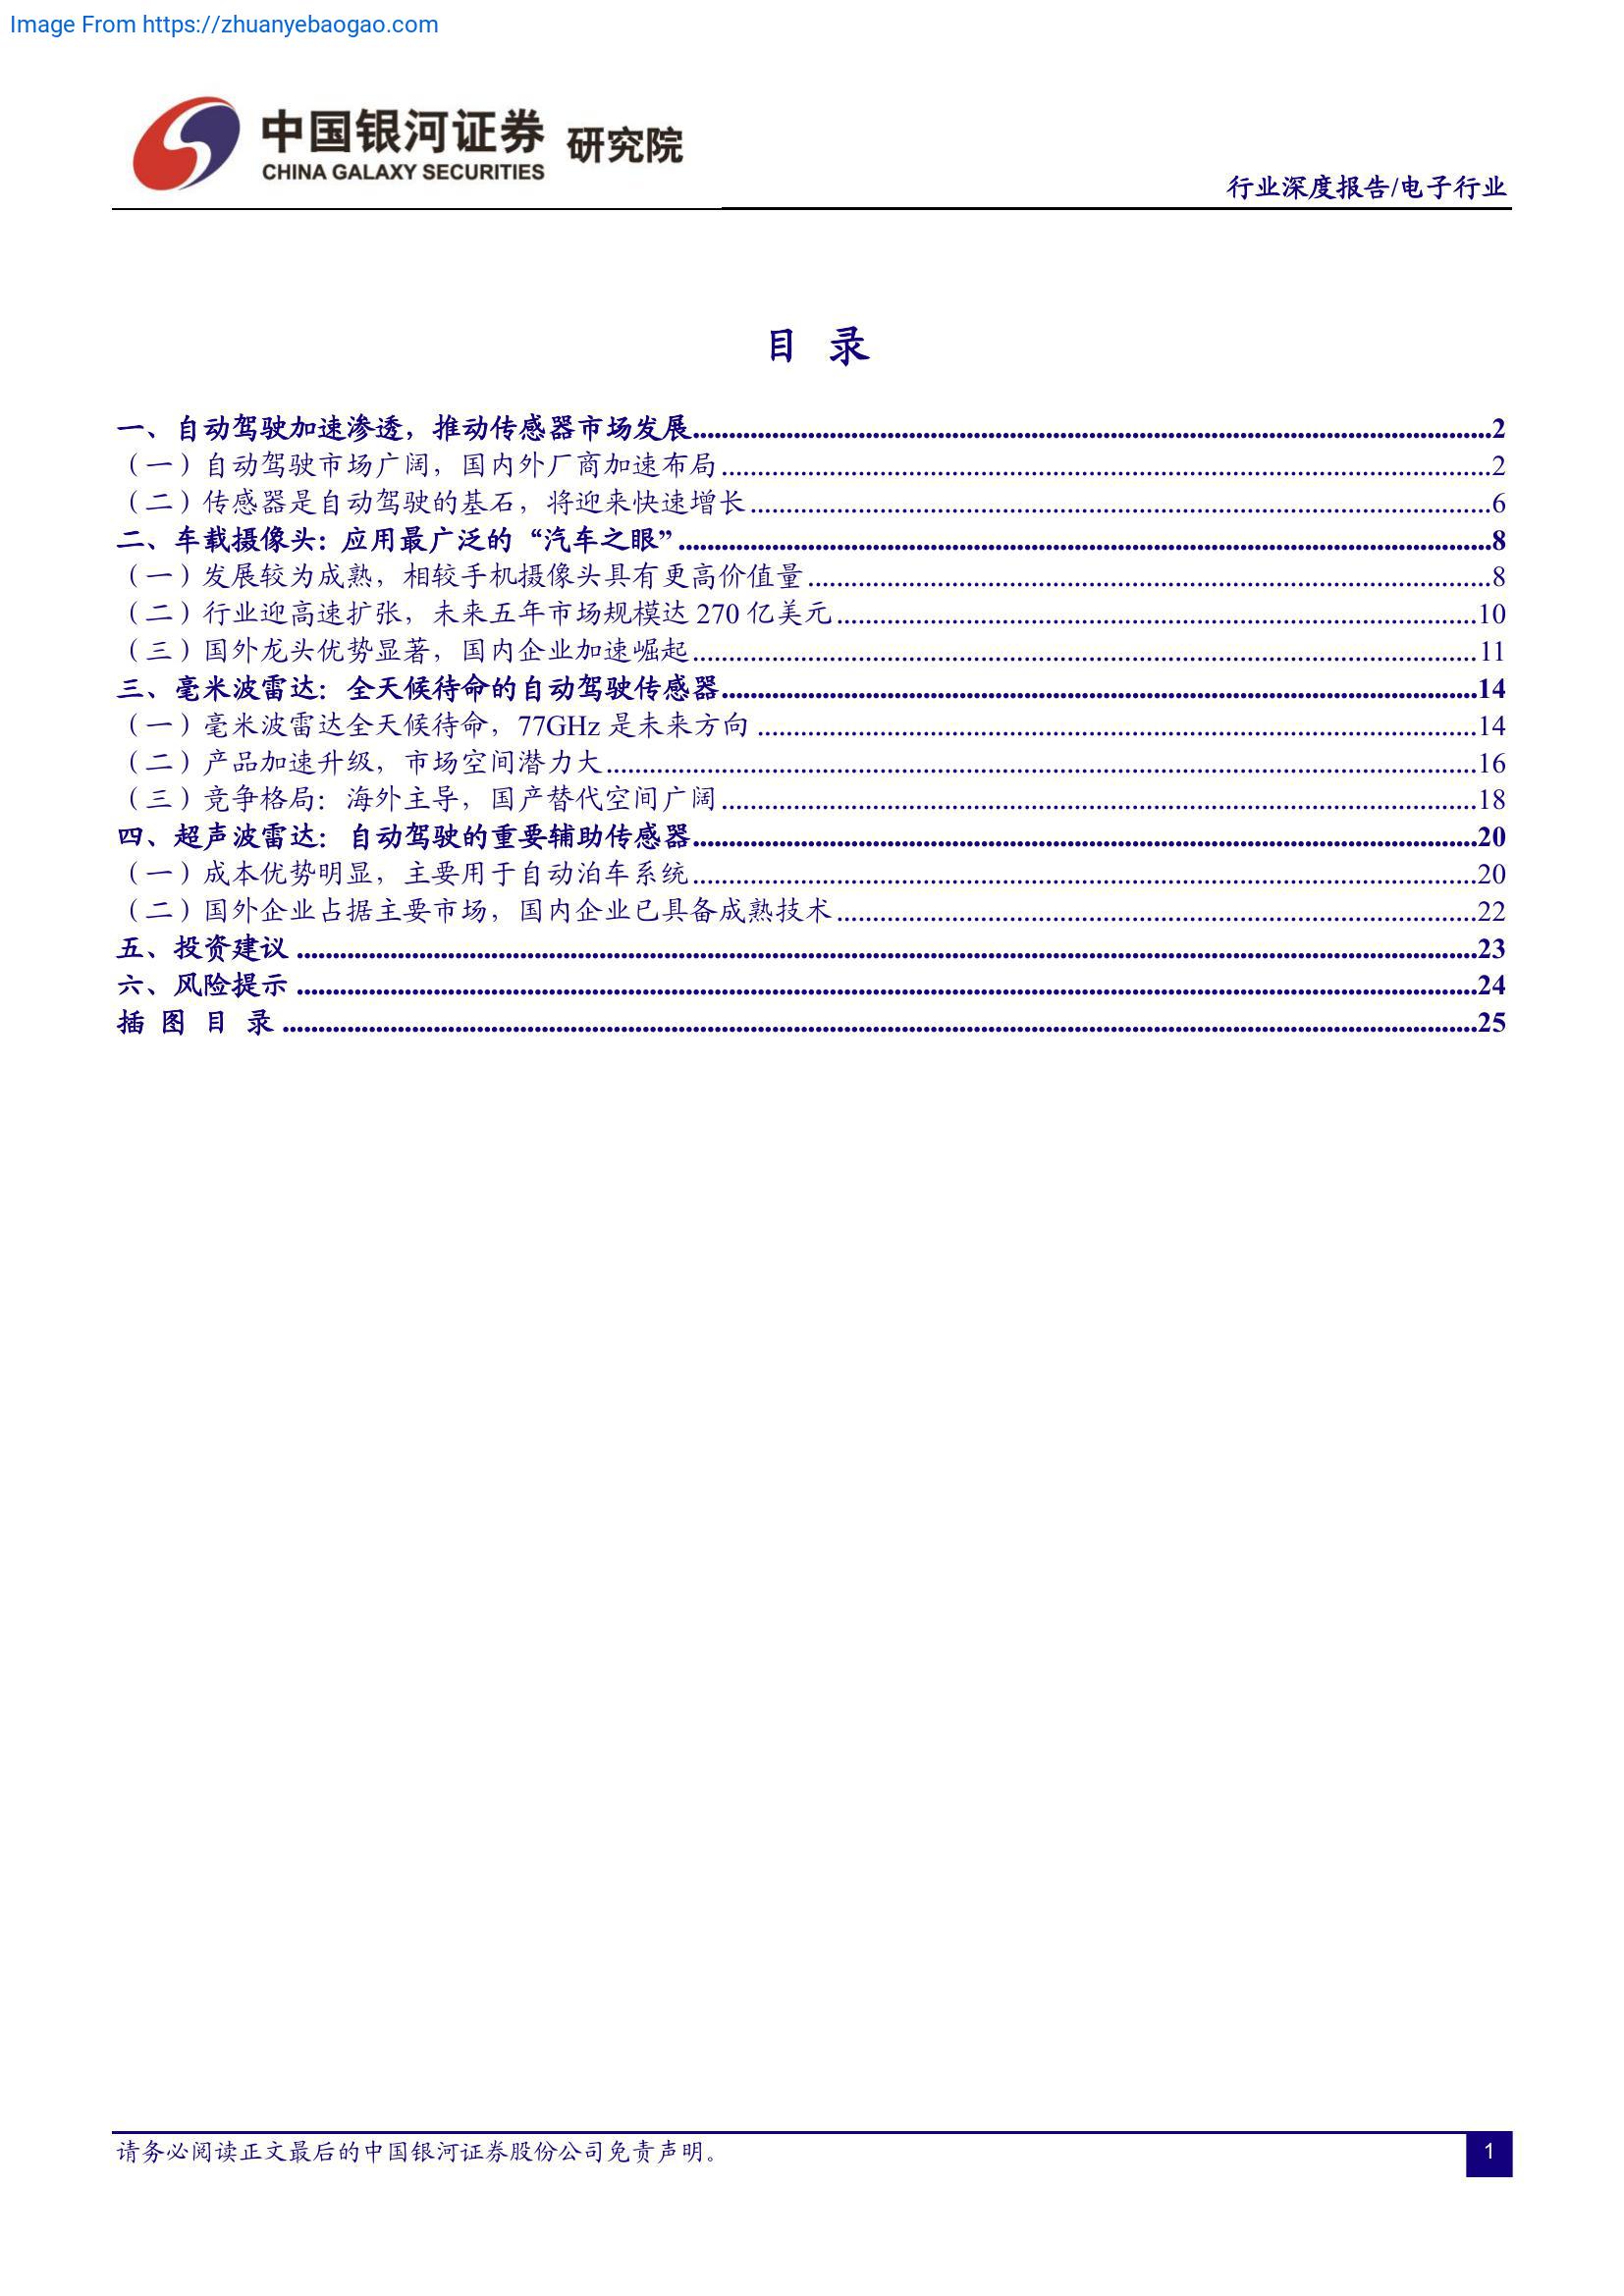 Image From https://zhuanyebaogao.com
中国银河证券 研究院
CHINA GALAXY SECURITIES
行业深度报告/电子行业
目 录
一、自动驾驶加速渗透，推动传感器市场发展........2
（一）自动驾驶市场广阔，国内外厂商加速布局........2
（二）传感器是自动驾驶的基石，将迎来快速增长........6
二、车载摄像头：应用最广泛的“汽车之眼”........8
（一）发展较为成熟，相较手机摄像头具有更高价值量........8
（二）行业迎高速扩张，未来五年市场规模达 270 亿美元........10
（三）国外龙头优势显著，国内企业加速崛起........11
三、毫米波雷达：全天候待命的自动驾驶传感器........14
（一）毫米波雷达全天候待命，77GHz 是未来方向........14
（二）产品加速升级，市场空间潜力大........16
（三）竞争格局：海外主导，国产替代空间广阔........18
四、超声波雷达：自动驾驶的重要辅助传感器........20
（一）成本优势明显，主要用于自动泊车系统........20
（二）国外企业占据主要市场，国内企业已具备成熟技术........22
五、投资建议........23
六、风险提示........24
插 图 目 录........25
请务必阅读正文最后的中国银河证券股份公司免责声明。
1